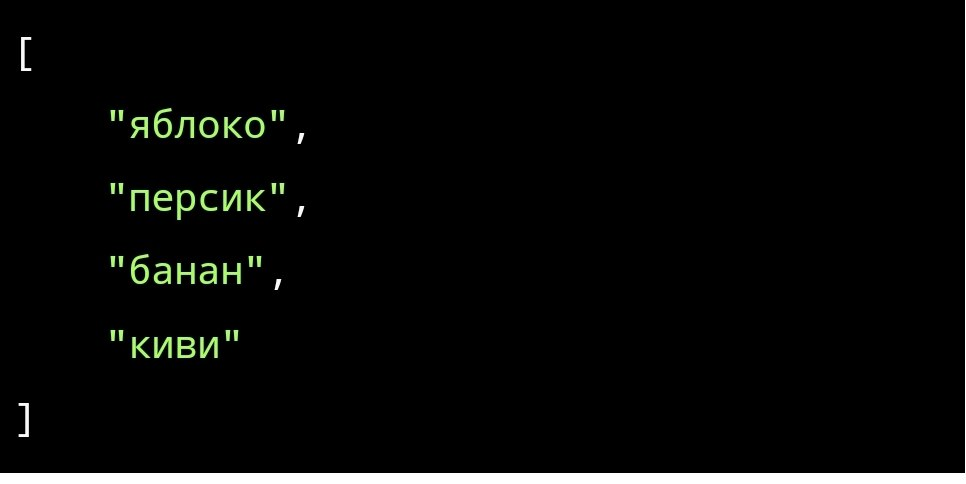 [
    "яблоко",
    "персик",
    "банан",
    "киви"
]